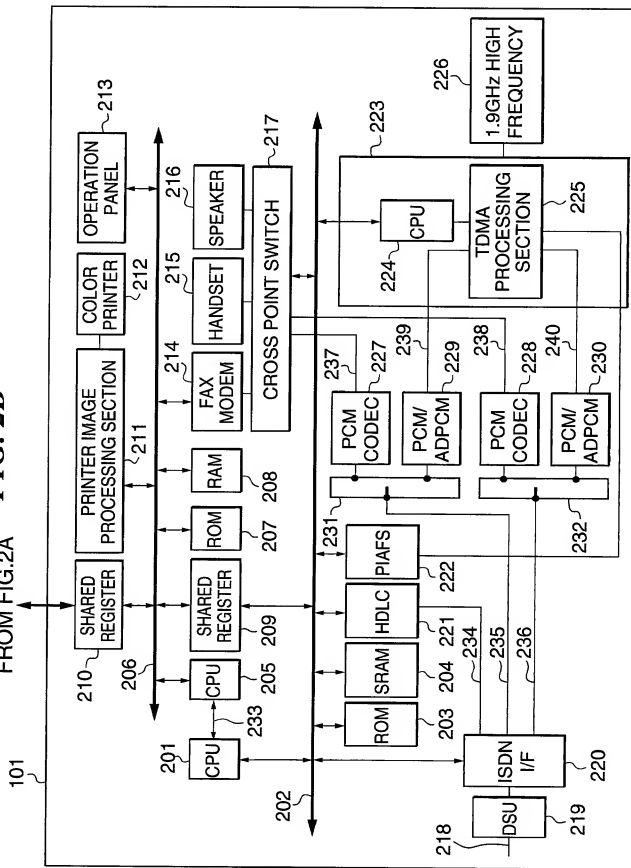 FIG. 2B
FROM FIG.2A
101
SHARED REGISTER
210
PRINTER IMAGE PROCESSING SECTION
211
COLOR PRINTER
212
OPERATION PANEL
213
206
201
CPU
233
CPU
205
SHARED REGISTER
209
ROM
207
RAM
208
FAX MODEM
214
HANDSET
215
SPEAKER
216
CROSS POINT SWITCH
217
202
ROM
203
SRAM
204
HDLC
221
PIAFS
222
231
232
PCM CODEC
227
237
PCM/ADPCM
229
239
PCM CODEC
228
238
PCM/ADPCM
230
240
CPU
224
TDMA PROCESSING SECTION
225
223
1.9GHz HIGH FREQUENCY
226
218
DSU
219
ISDN I/F
220
234
235
236